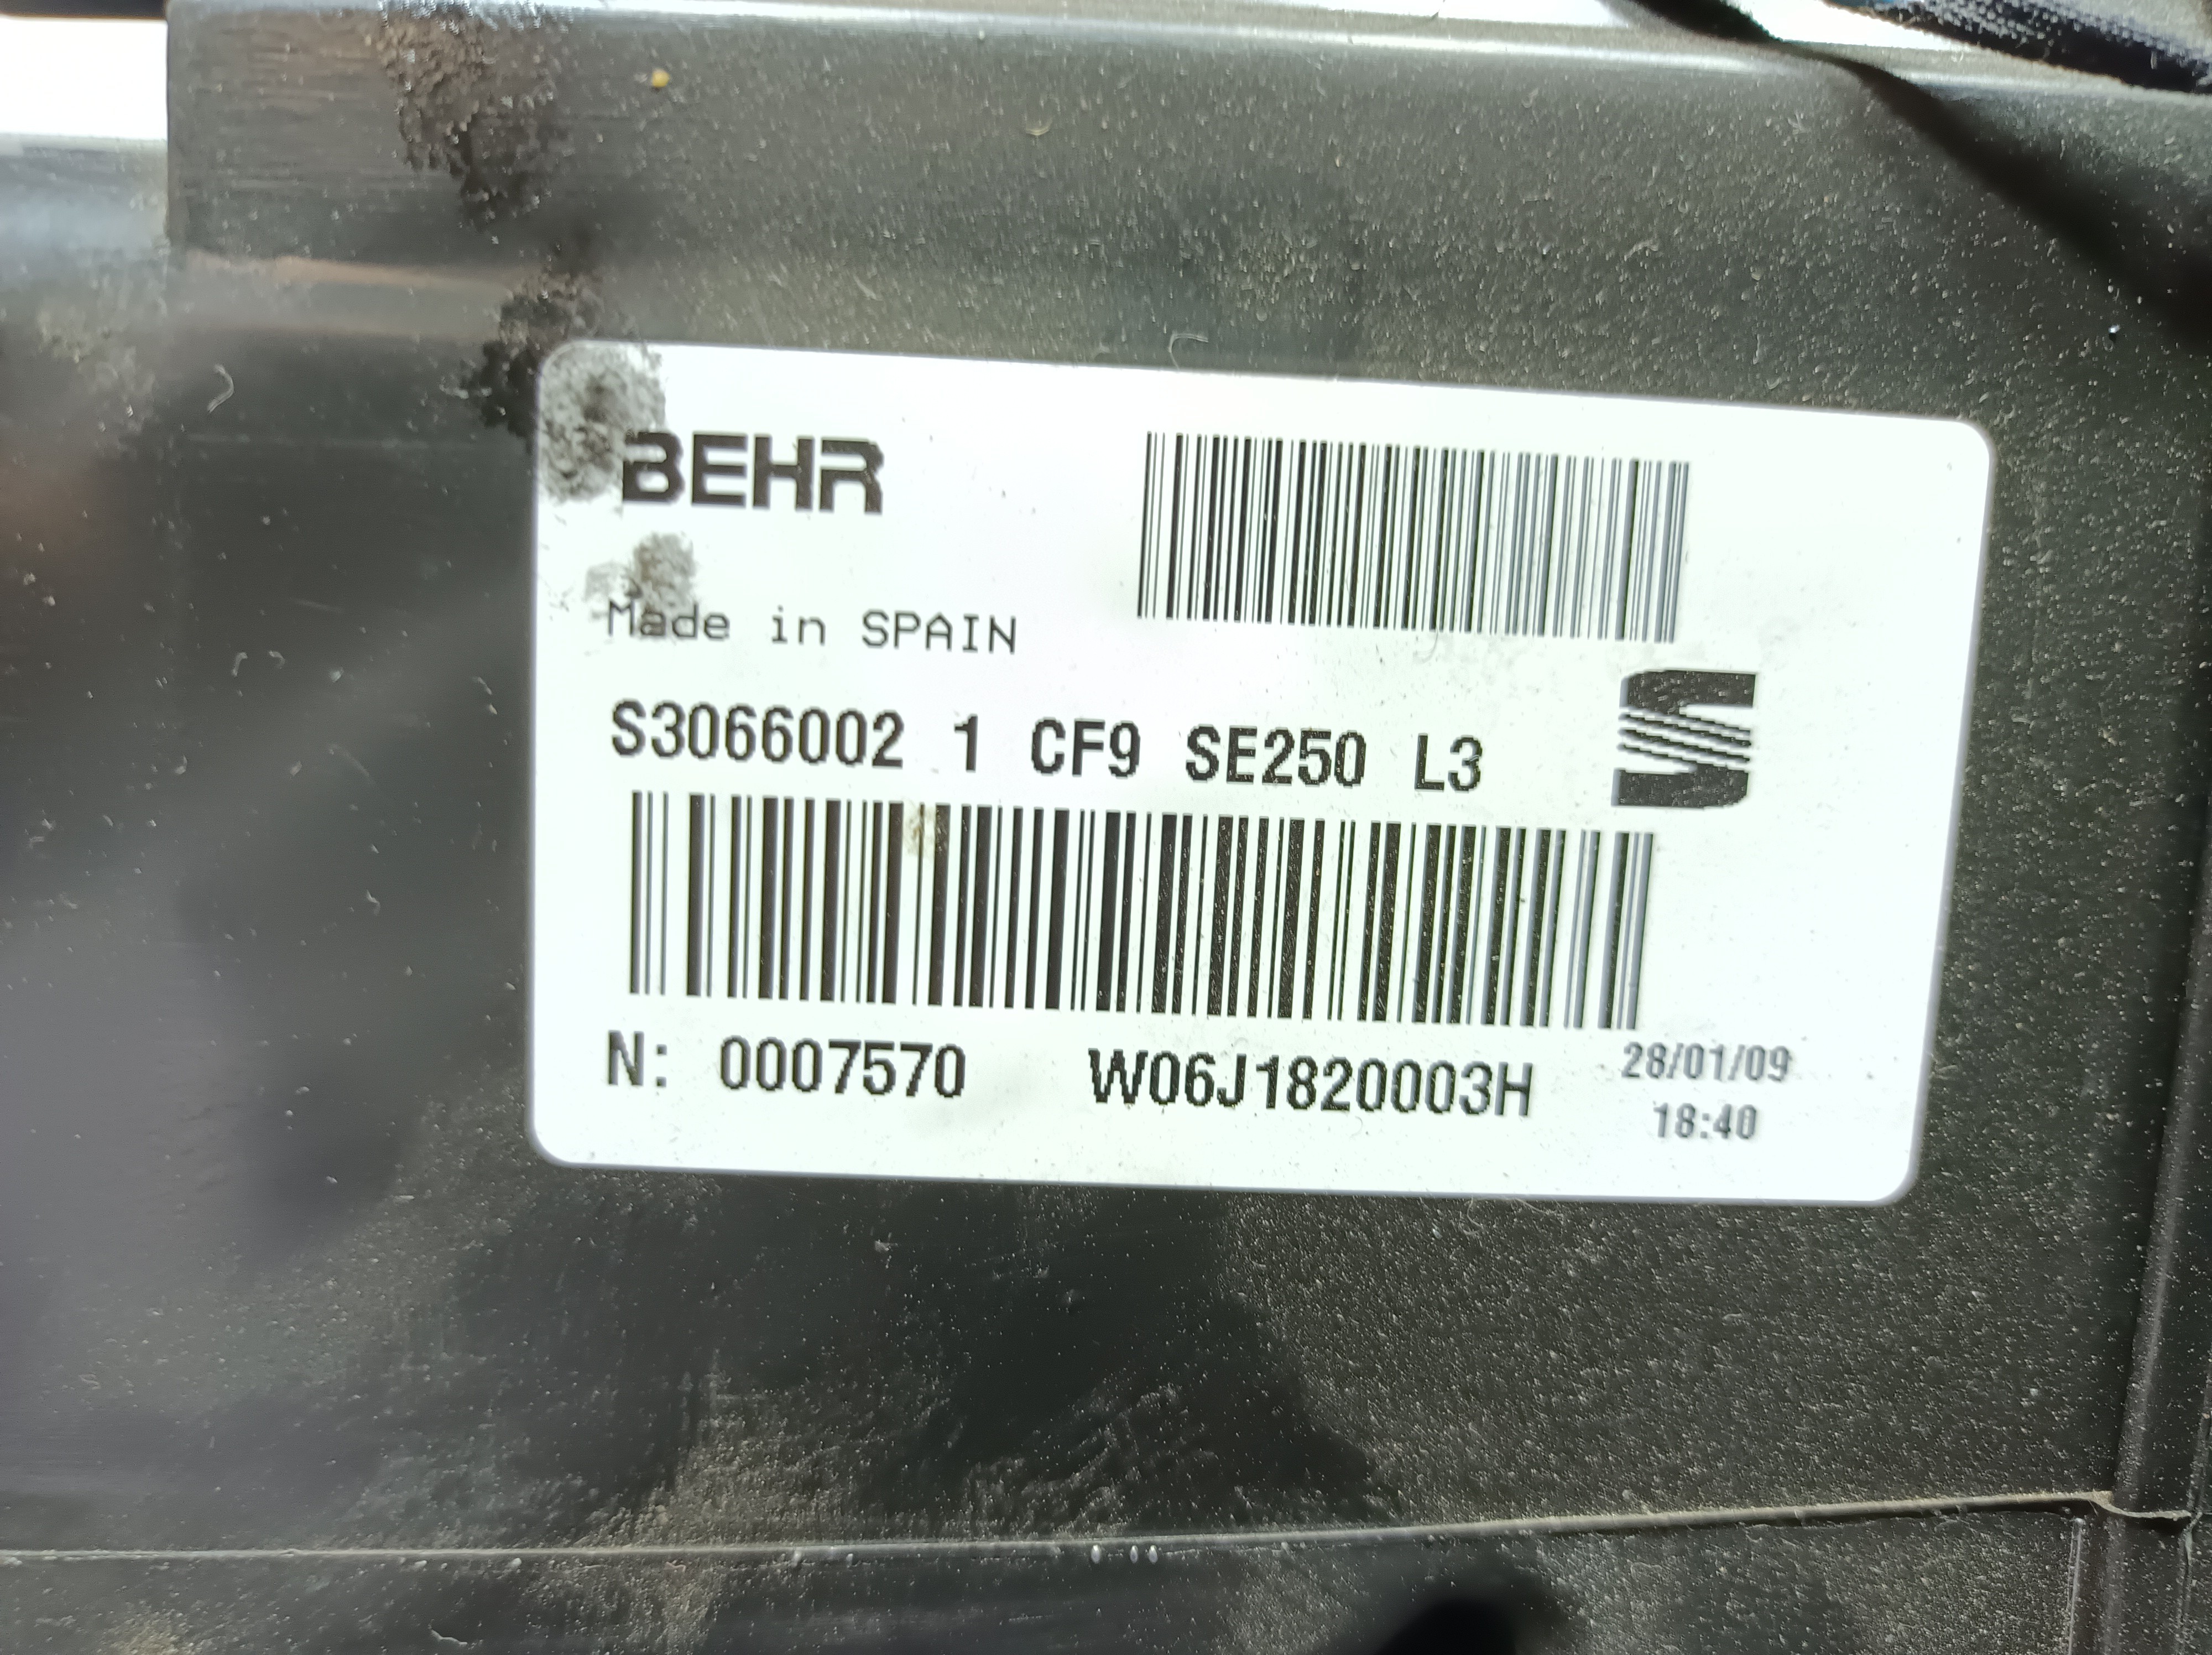 BEHR
Made in SPAIN
S3066002 1 CF9 SE250 L3
N: 0007570 W06J1820003H 28/01/09
18:40